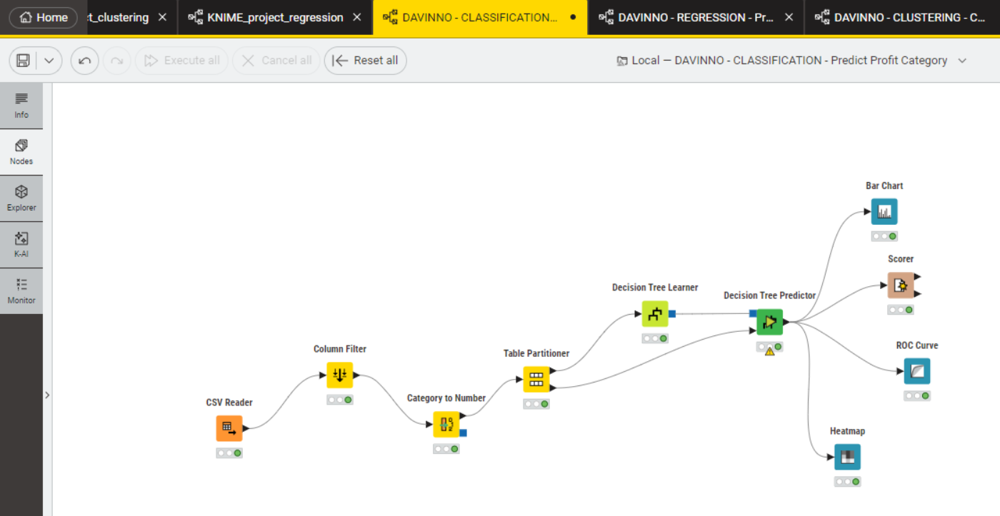 Home
t_clustering
KNIME_project_regression
DAVINNO - CLASSIFICATION...
DAVINNO - REGRESSION - Pr...
DAVINNO - CLUSTERING - C...
Execute all
Cancel all
Reset all
Local — DAVINNO - CLASSIFICATION - Predict Profit Category
Info
Nodes
Explorer
K-AI
Monitor
Bar Chart
Scorer
Decision Tree Learner
Decision Tree Predictor
ROC Curve
Column Filter
Table Partitioner
CSV Reader
Category to Number
Heatmap